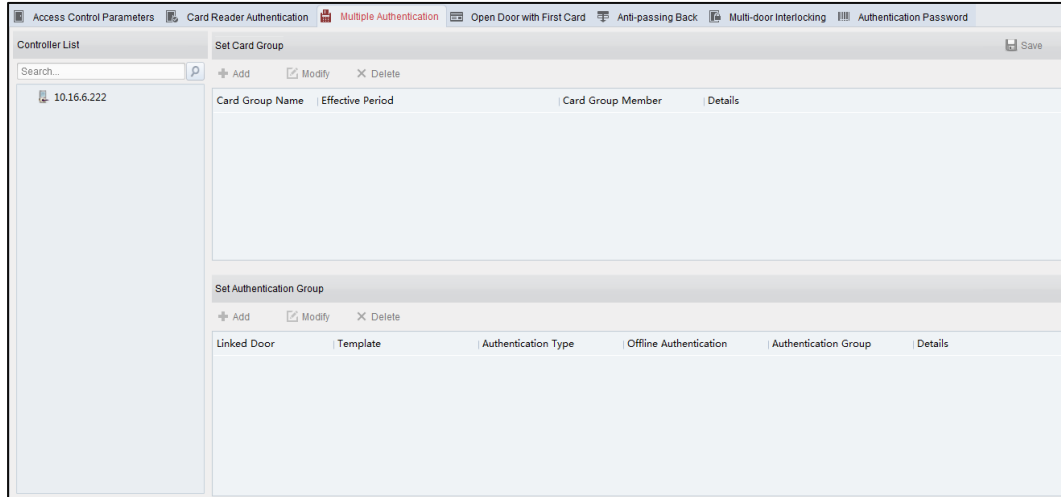 Access Control Parameters Card Reader Authentication Multiple Authentication Open Door with First Card Anti-passing Back Multi-door Interlocking Authentication Password
Controller List
Search...
10.16.6.222
Set Card Group Save
Add Modify Delete
Card Group Name Effective Period Card Group Member Details
Set Authentication Group
Add Modify Delete
Linked Door Template Authentication Type Offline Authentication Authentication Group Details